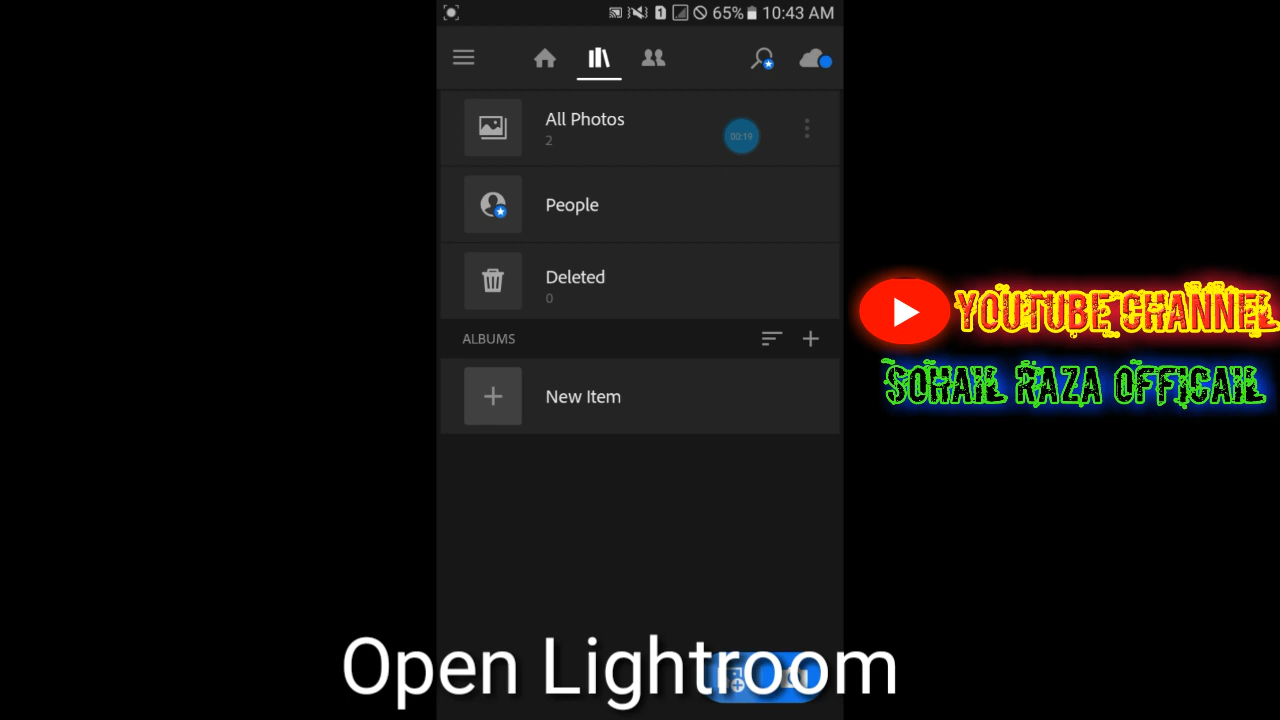 65% 10:43 AM
All Photos
2
00:19
People
Deleted
0
ALBUMS
New Item
YOUTUBE CHANNEL
SOHAIL RAZA OFFICAIL
Open Lightroom